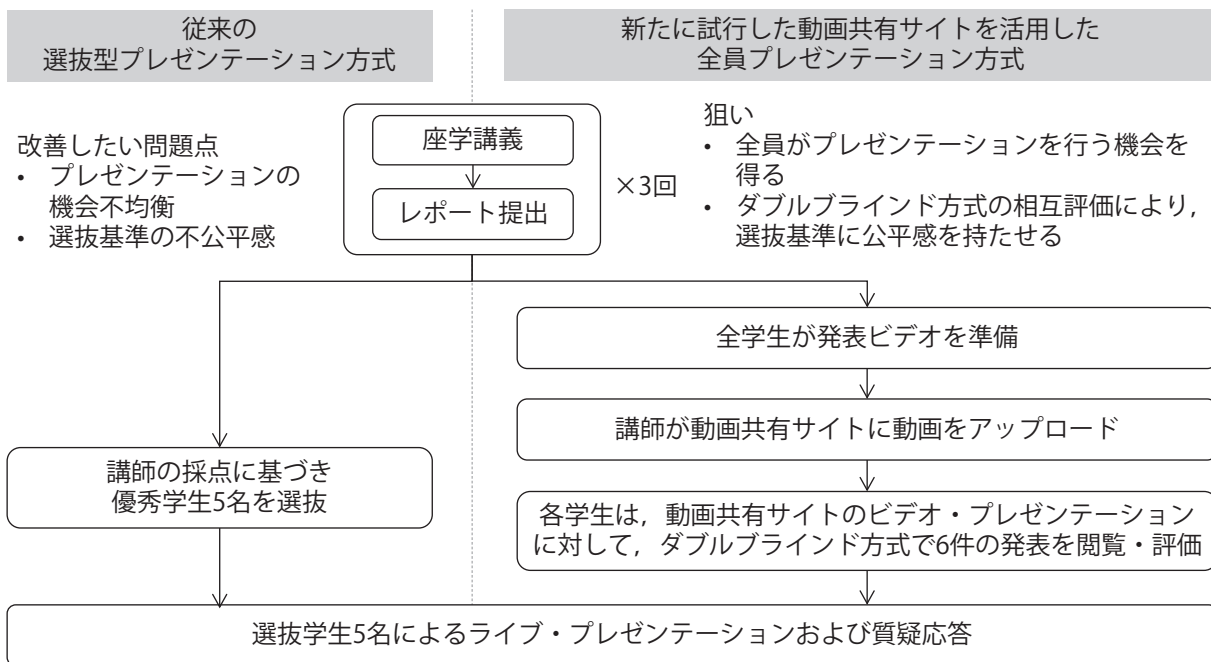 従来の
選抜型プレゼンテーション方式
新たに試行した動画共有サイトを活用した
全員プレゼンテーション方式
改善したい問題点
• プレゼンテーションの
機会不均衡
• 選抜基準の不公平感
座学講義
レポート提出
×3回
狙い
• 全員がプレゼンテーションを行う機会を
得る
• ダブルブラインド方式の相互評価により,
選抜基準に公平感を持たせる
全学生が発表ビデオを準備
講師が動画共有サイトに動画をアップロード
講師の採点に基づき
優秀学生5名を選抜
各学生は，動画共有サイトのビデオ・プレゼンテーション
に対して，ダブルブラインド方式で6件の発表を閲覧・評価
選抜学生5名によるライブ・プレゼンテーションおよび質疑応答